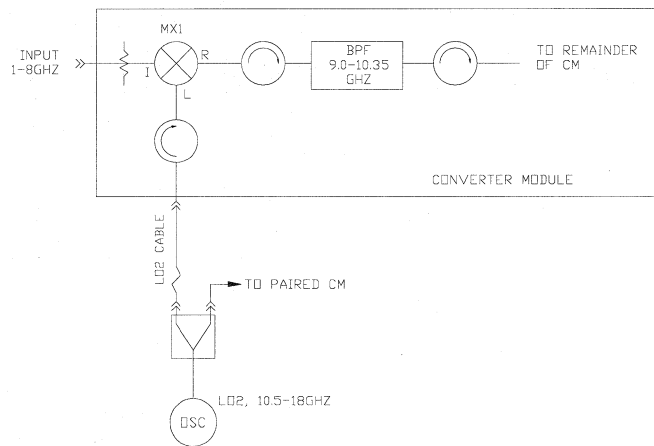 MX1
INPUT
1-8GHZ
I
R
L
BPF
9.0-10.35
GHZ
TO REMAINDER
OF CM
CONVERTER MODULE
LO2 CABLE
TO PAIRED CM
LO2, 10.5-18GHZ
OSC